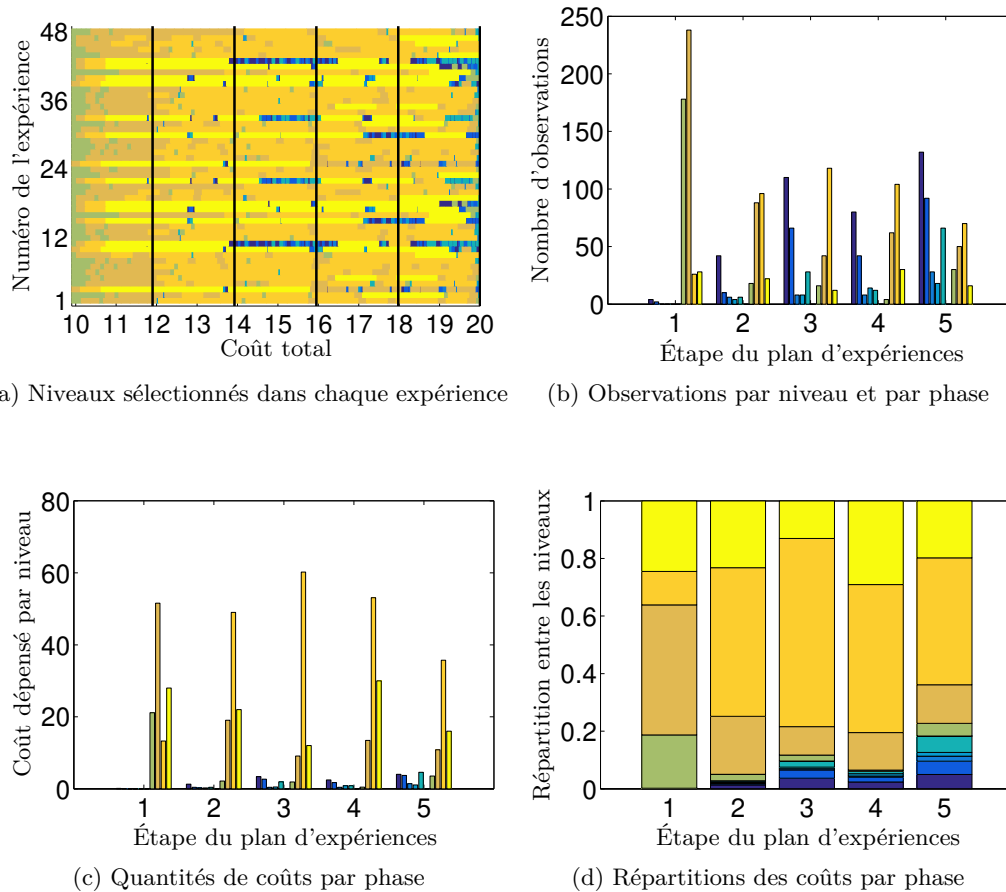 48
36
24
12
1
Numéro de l'expérience
10 11 12 13 14 15 16 17 18 19 20
Coût total
a) Niveaux sélectionnés dans chaque expérience
250
200
150
100
50
0
Nombre d'observations
1 2 3 4 5
Étape du plan d'expériences
(b) Observations par niveau et par phase
80
60
40
20
0
Coût dépensé par niveau
1 2 3 4 5
Étape du plan d'expériences
(c) Quantités de coûts par phase
1
0.8
0.6
0.4
0.2
0
Répartition entre les niveaux
1 2 3 4 5
Étape du plan d'expériences
(d) Répartitions des coûts par phase